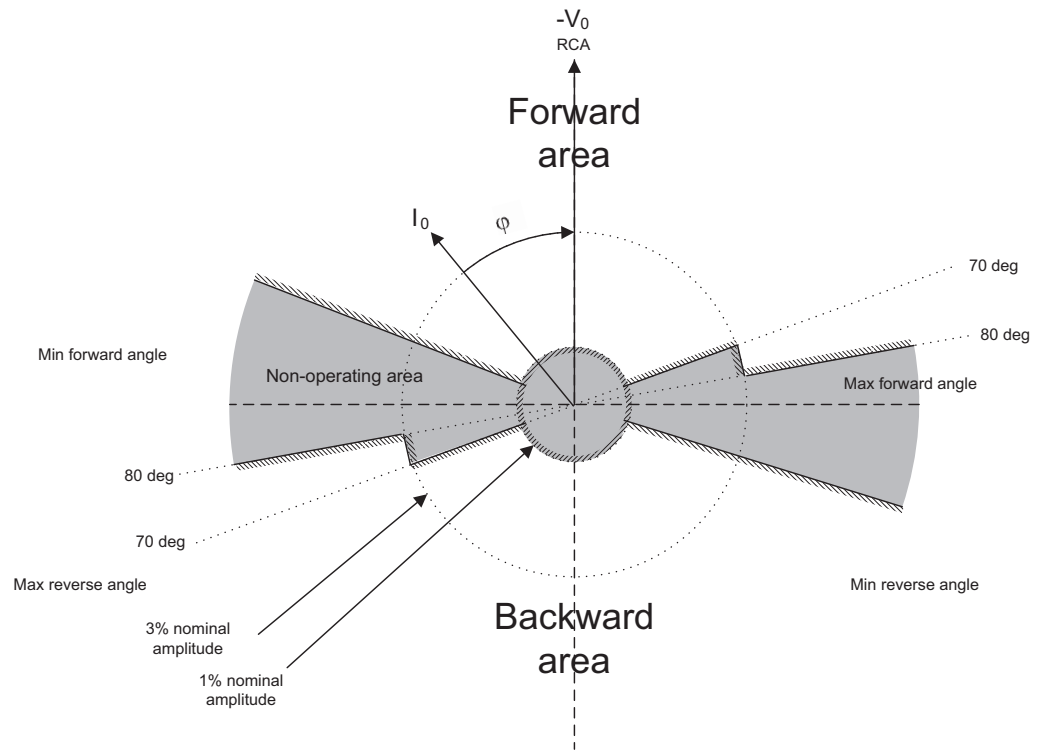 -V0
RCA
Forward
area
I0
φ
70 deg
80 deg
Min forward angle
Non-operating area
Max forward angle
80 deg
70 deg
Max reverse angle
Min reverse angle
3% nominal
amplitude
Backward
area
1% nominal
amplitude